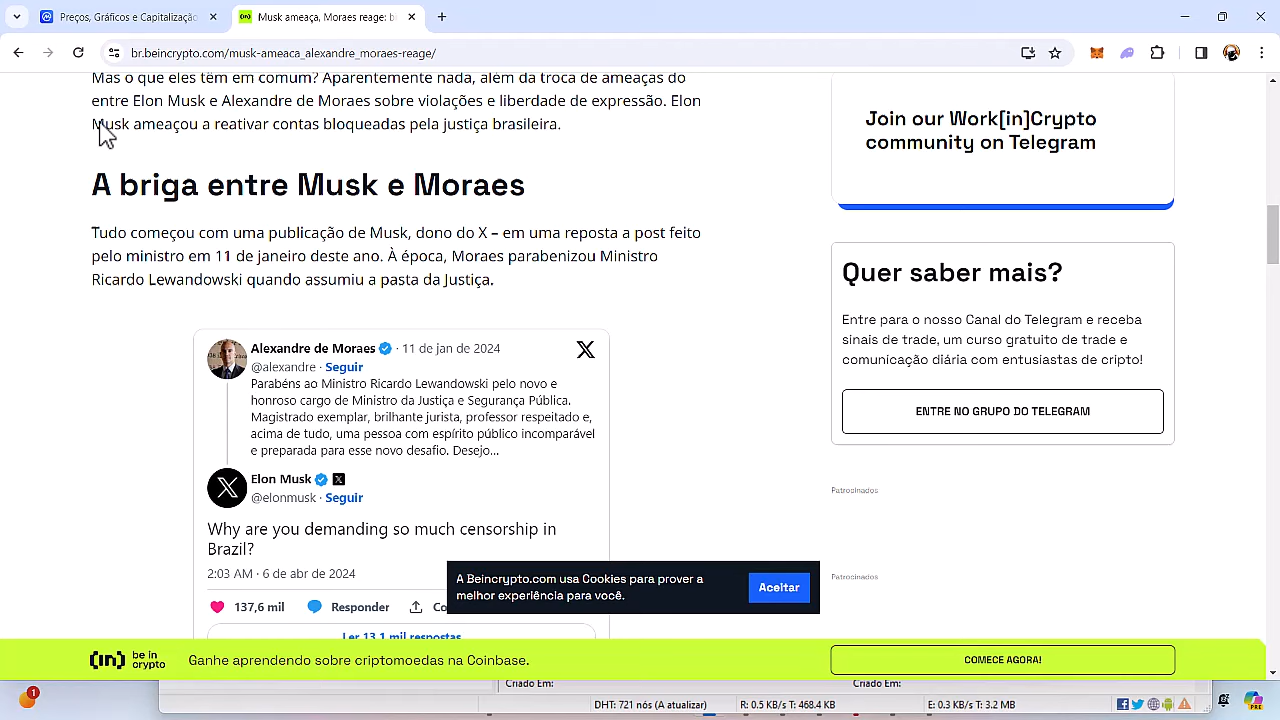 Preços, Gráficos e Capitalização
Musk ameaça, Moraes reage: b
br.beincrypto.com/musk-ameaca_alexandre_moraes-reage/
Mas o que eles têm em comum? Aparentemente nada, além da troca de ameaças do
entre Elon Musk e Alexandre de Moraes sobre violações e liberdade de expressão. Elon
Musk ameaçou a reativar contas bloqueadas pela justiça brasileira.
A briga entre Musk e Moraes
Tudo começou com uma publicação de Musk, dono do X – em uma reposta a post feito
pelo ministro em 11 de janeiro deste ano. À época, Moraes parabenizou Ministro
Ricardo Lewandowski quando assumiu a pasta da Justiça.
Alexandre de Moraes · 11 de jan de 2024
@alexandre · Seguir
Parabéns ao Ministro Ricardo Lewandowski pelo novo e
honroso cargo de Ministro da Justiça e Segurança Pública.
Magistrado exemplar, brilhante jurista, professor respeitado e,
acima de tudo, uma pessoa com espírito público incomparável
e preparada para esse novo desafio. Desejo...
Elon Musk
@elonmusk · Seguir
Why are you demanding so much censorship in
Brazil?
2:03 AM · 6 de abr de 2024
137,6 mil Responder Co
Ler 13,1 mil respostas
Join our Work[in]Crypto
community on Telegram
Quer saber mais?
Entre para o nosso Canal do Telegram e receba
sinais de trade, um curso gratuito de trade e
comunicação diária com entusiastas de cripto!
ENTRE NO GRUPO DO TELEGRAM
Patrocinados
Patrocinados
A Beincrypto.com usa Cookies para prover a
melhor experiência para você.
Aceitar
(in) be in
crypto
Ganhe aprendendo sobre criptomoedas na Coinbase.
COMECE AGORA!
Criado Em: Criado Em:
DHT: 721 nós (A atualizar) R: 0.5 KB/s T: 468.4 KB E: 0.3 KB/s T: 3.2 MB
1
PRE